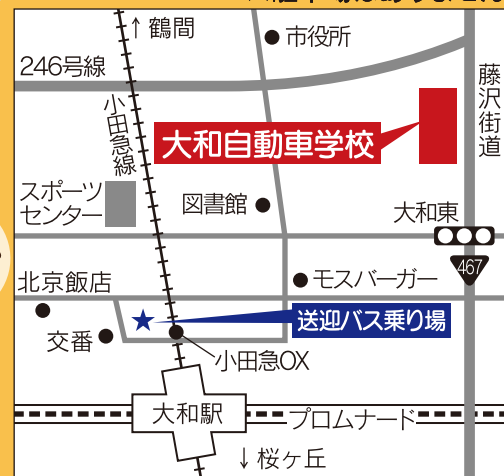 ↑鶴間
市役所
246号線
小田急線
藤沢街道
大和自動車学校
スポーツ
センター
図書館
大和東
467
北京飯店
モスバーガー
交番
送迎バス乗り場
小田急OX
大和駅
プロムナード
↓桜ヶ丘